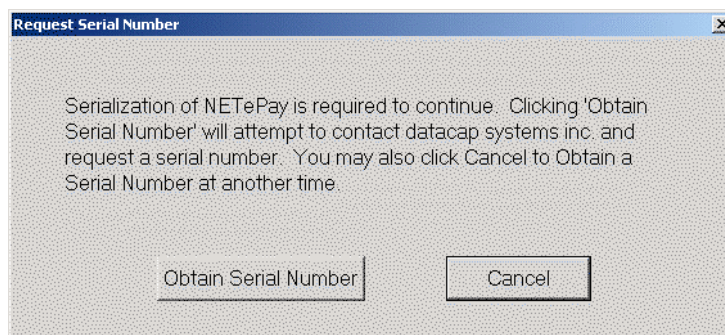 Request Serial Number
Serialization of NETePay is required to continue.  Clicking 'Obtain
Serial Number' will attempt to contact datacap systems inc. and
request a serial number.  You may also click Cancel to Obtain a
Serial Number at another time.
Obtain Serial Number
Cancel